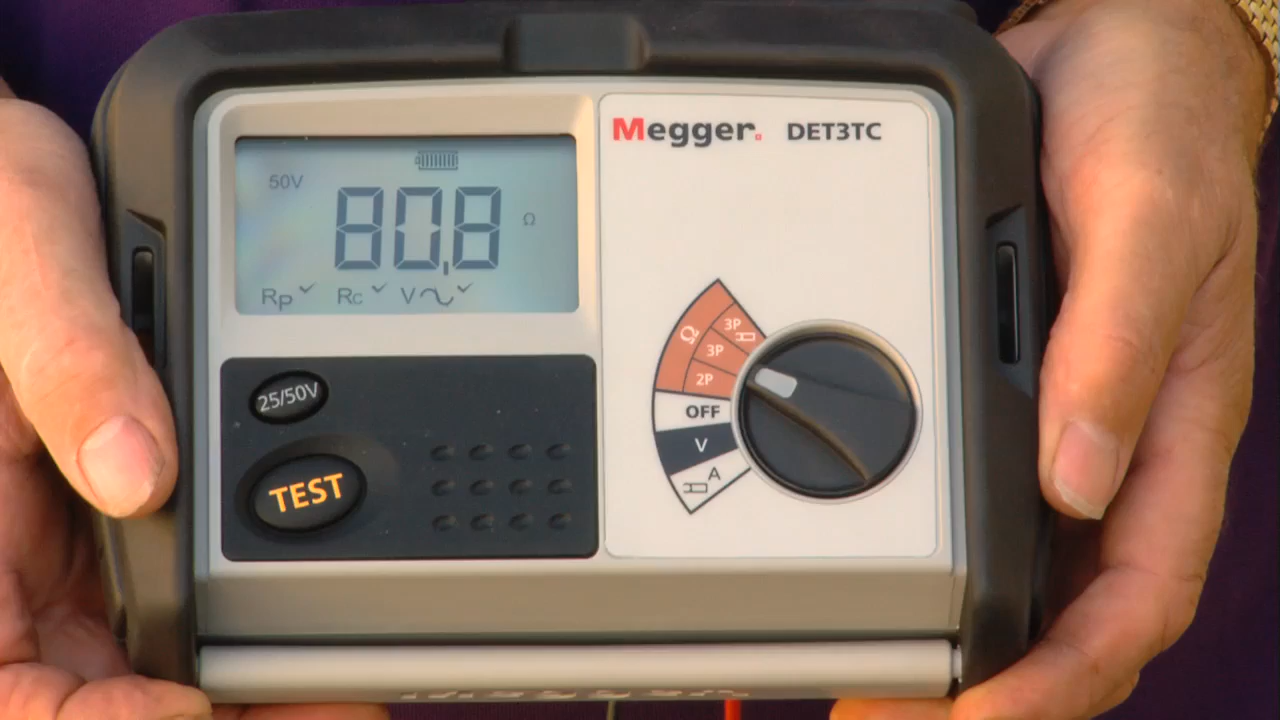 Megger. DET3TC
50V
80.8 Ω
Rp✓ Rc✓ V~✓
Ω
3P
3P
2P
OFF
V
A
25/50V
TEST